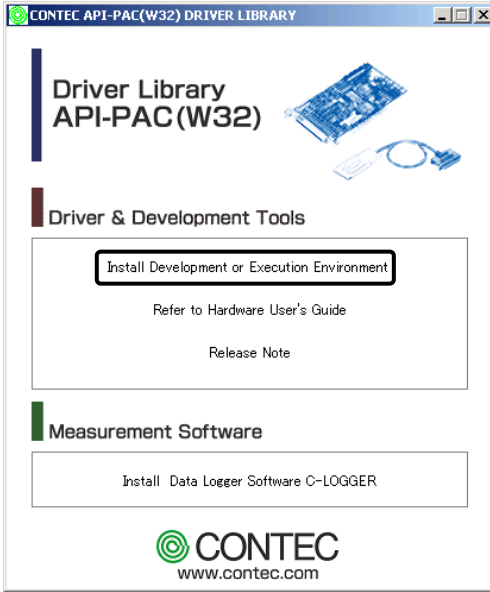 CONTEC API-PAC(W32) DRIVER LIBRARY
Driver Library
API-PAC(W32)
Driver & Development Tools
Install Development or Execution Environment
Refer to Hardware User's Guide
Release Note
Measurement Software
Install Data Logger Software C-LOGGER
CONTEC
www.contec.com